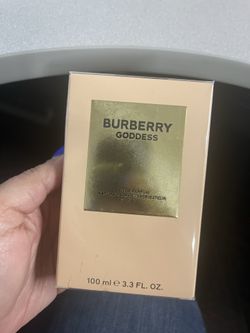 BURBERRY
GODDESS
100 ml ℮ 3.3 FL. OZ.